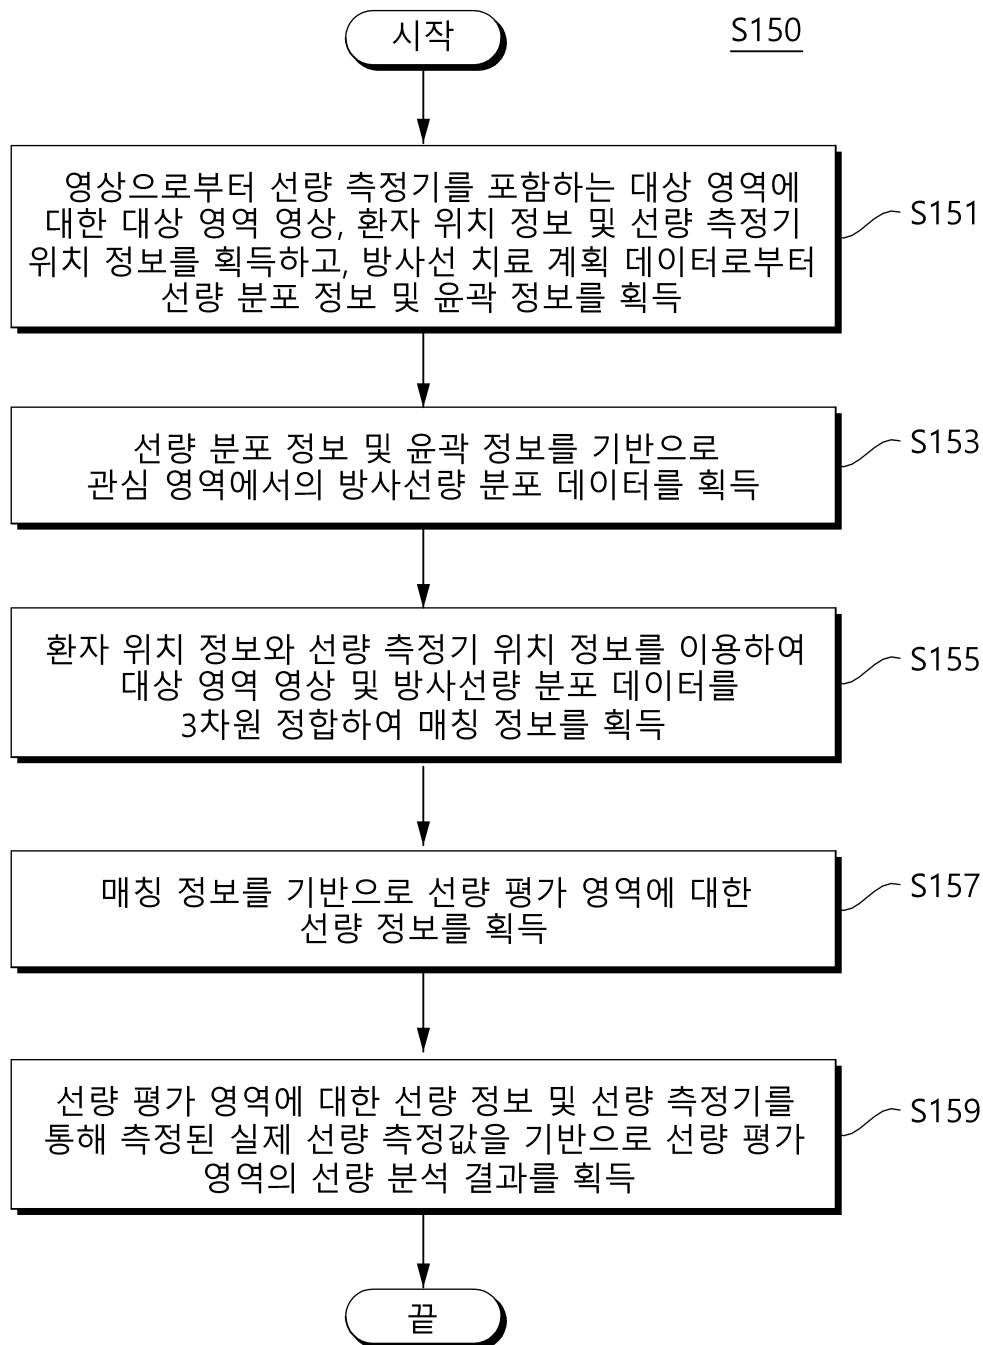 시작
S150
영상으로부터 선량 측정기를 포함하는 대상 영역에
대한 대상 영역 영상, 환자 위치 정보 및 선량 측정기
위치 정보를 획득하고, 방사선 치료 계획 데이터로부터
선량 분포 정보 및 윤곽 정보를 획득
S151
선량 분포 정보 및 윤곽 정보를 기반으로
관심 영역에서의 방사선량 분포 데이터를 획득
S153
환자 위치 정보와 선량 측정기 위치 정보를 이용하여
대상 영역 영상 및 방사선량 분포 데이터를
3차원 정합하여 매칭 정보를 획득
S155
매칭 정보를 기반으로 선량 평가 영역에 대한
선량 정보를 획득
S157
선량 평가 영역에 대한 선량 정보 및 선량 측정기를
통해 측정된 실제 선량 측정값을 기반으로 선량 평가
영역의 선량 분석 결과를 획득
S159
끝